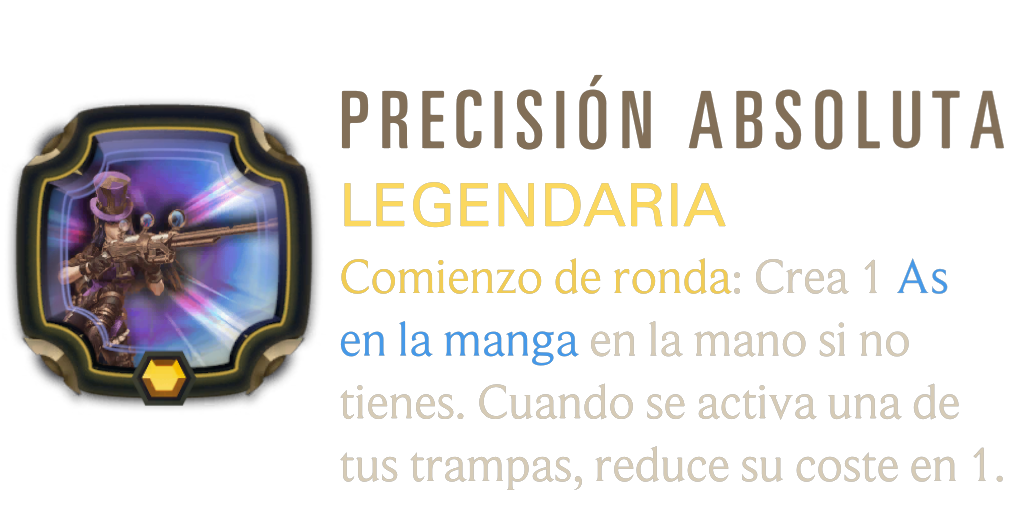 PRECISIÓN ABSOLUTA
LEGENDARIA
Comienzo de ronda: Crea 1 As
en la manga en la mano si no
tienes. Cuando se activa una de
tus trampas, reduce su coste en 1.